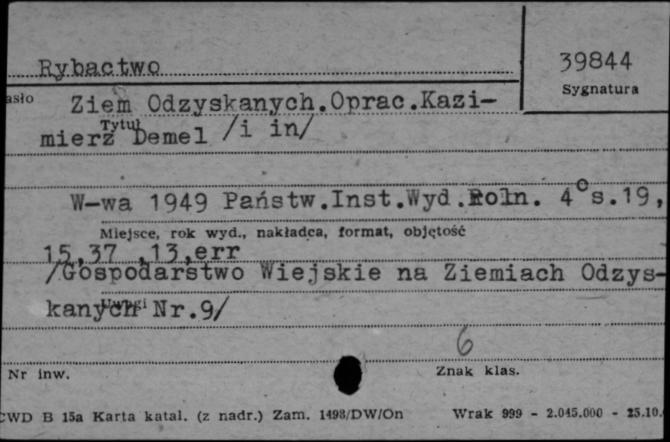 Rybactwo
39844
asło
Sygnatura
Ziem Odzyskanych.Oprac.Kazi-
Tytuł
mierz Demel /i in/
W-wa 1949 Państw.Inst.Wyd.Roln. 4° s.19,
Miejsce, rok wyd., nakładca, format, objętość
15,37 ,13,err
/Gospodarstwo Wiejskie na Ziemiach Odzys-
Uwagi
kanych Nr.9/
6
Nr inw.
Znak klas.
CWD B 15a Karta katal. (z nadr.) Zam. 1498/DW/On Wrak 999 - 2.045.000 - 25.10.